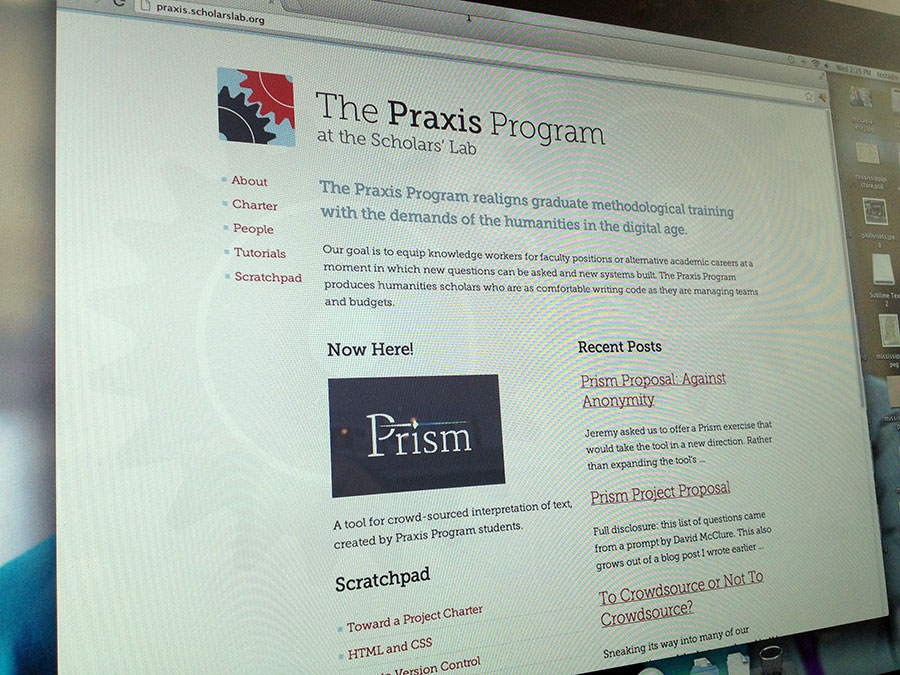 praxis.scholarslab.org
Wed 2:25 PM
The Praxis Program
at the Scholars' Lab
About
Charter
People
Tutorials
Scratchpad
The Praxis Program realigns graduate methodological training
with the demands of the humanities in the digital age.
Our goal is to equip knowledge workers for faculty positions or alternative academic careers at a
moment in which new questions can be asked and new systems built. The Praxis Program
produces humanities scholars who are as comfortable writing code as they are managing teams
and budgets.
Now Here!
Prism
A tool for crowd-sourced interpretation of text,
created by Praxis Program students.
Scratchpad
Toward a Project Charter
HTML and CSS
Version Control
Recent Posts
Prism Proposal: Against
Anonymity
Jeremy asked us to offer a Prism exercise that
would take the tool in a new direction. Rather
than expanding the tool's ...
Prism Project Proposal
Full disclosure: this list of questions came
from a prompt by David McClure. This also
grows out of a blog post I wrote earlier ...
To Crowdsource or Not To
Crowdsource?
Speaking its way into many of our
Sublime Tex
2